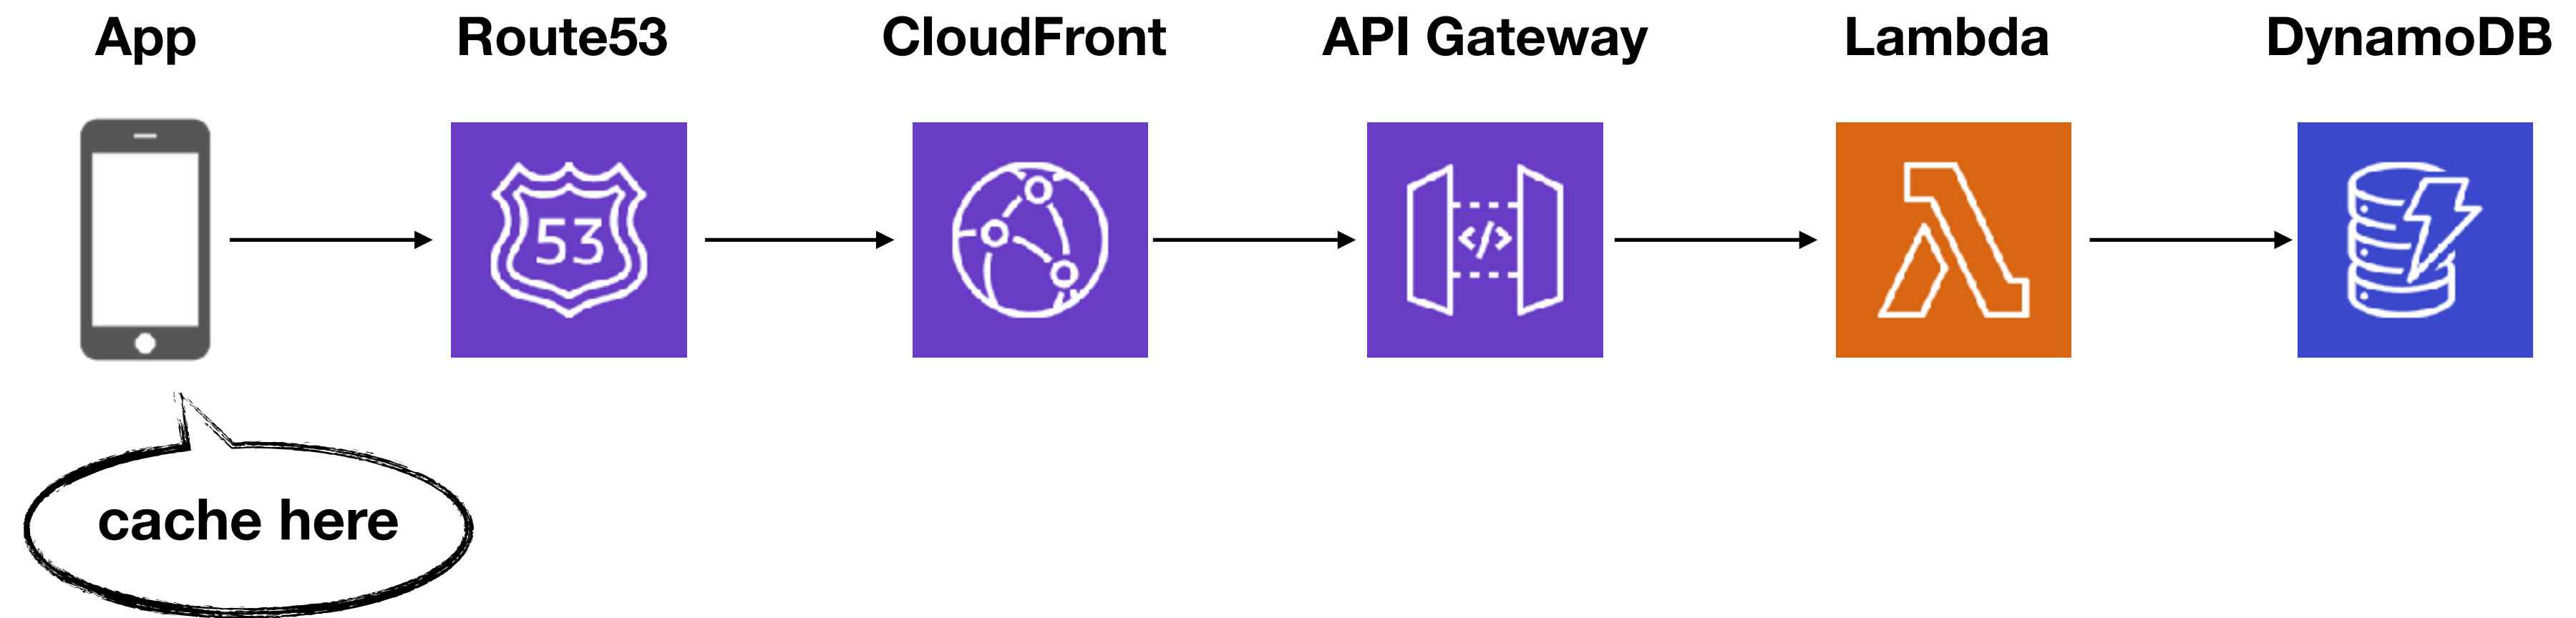 App
Route53
CloudFront
API Gateway
Lambda
DynamoDB
53
</>
cache here